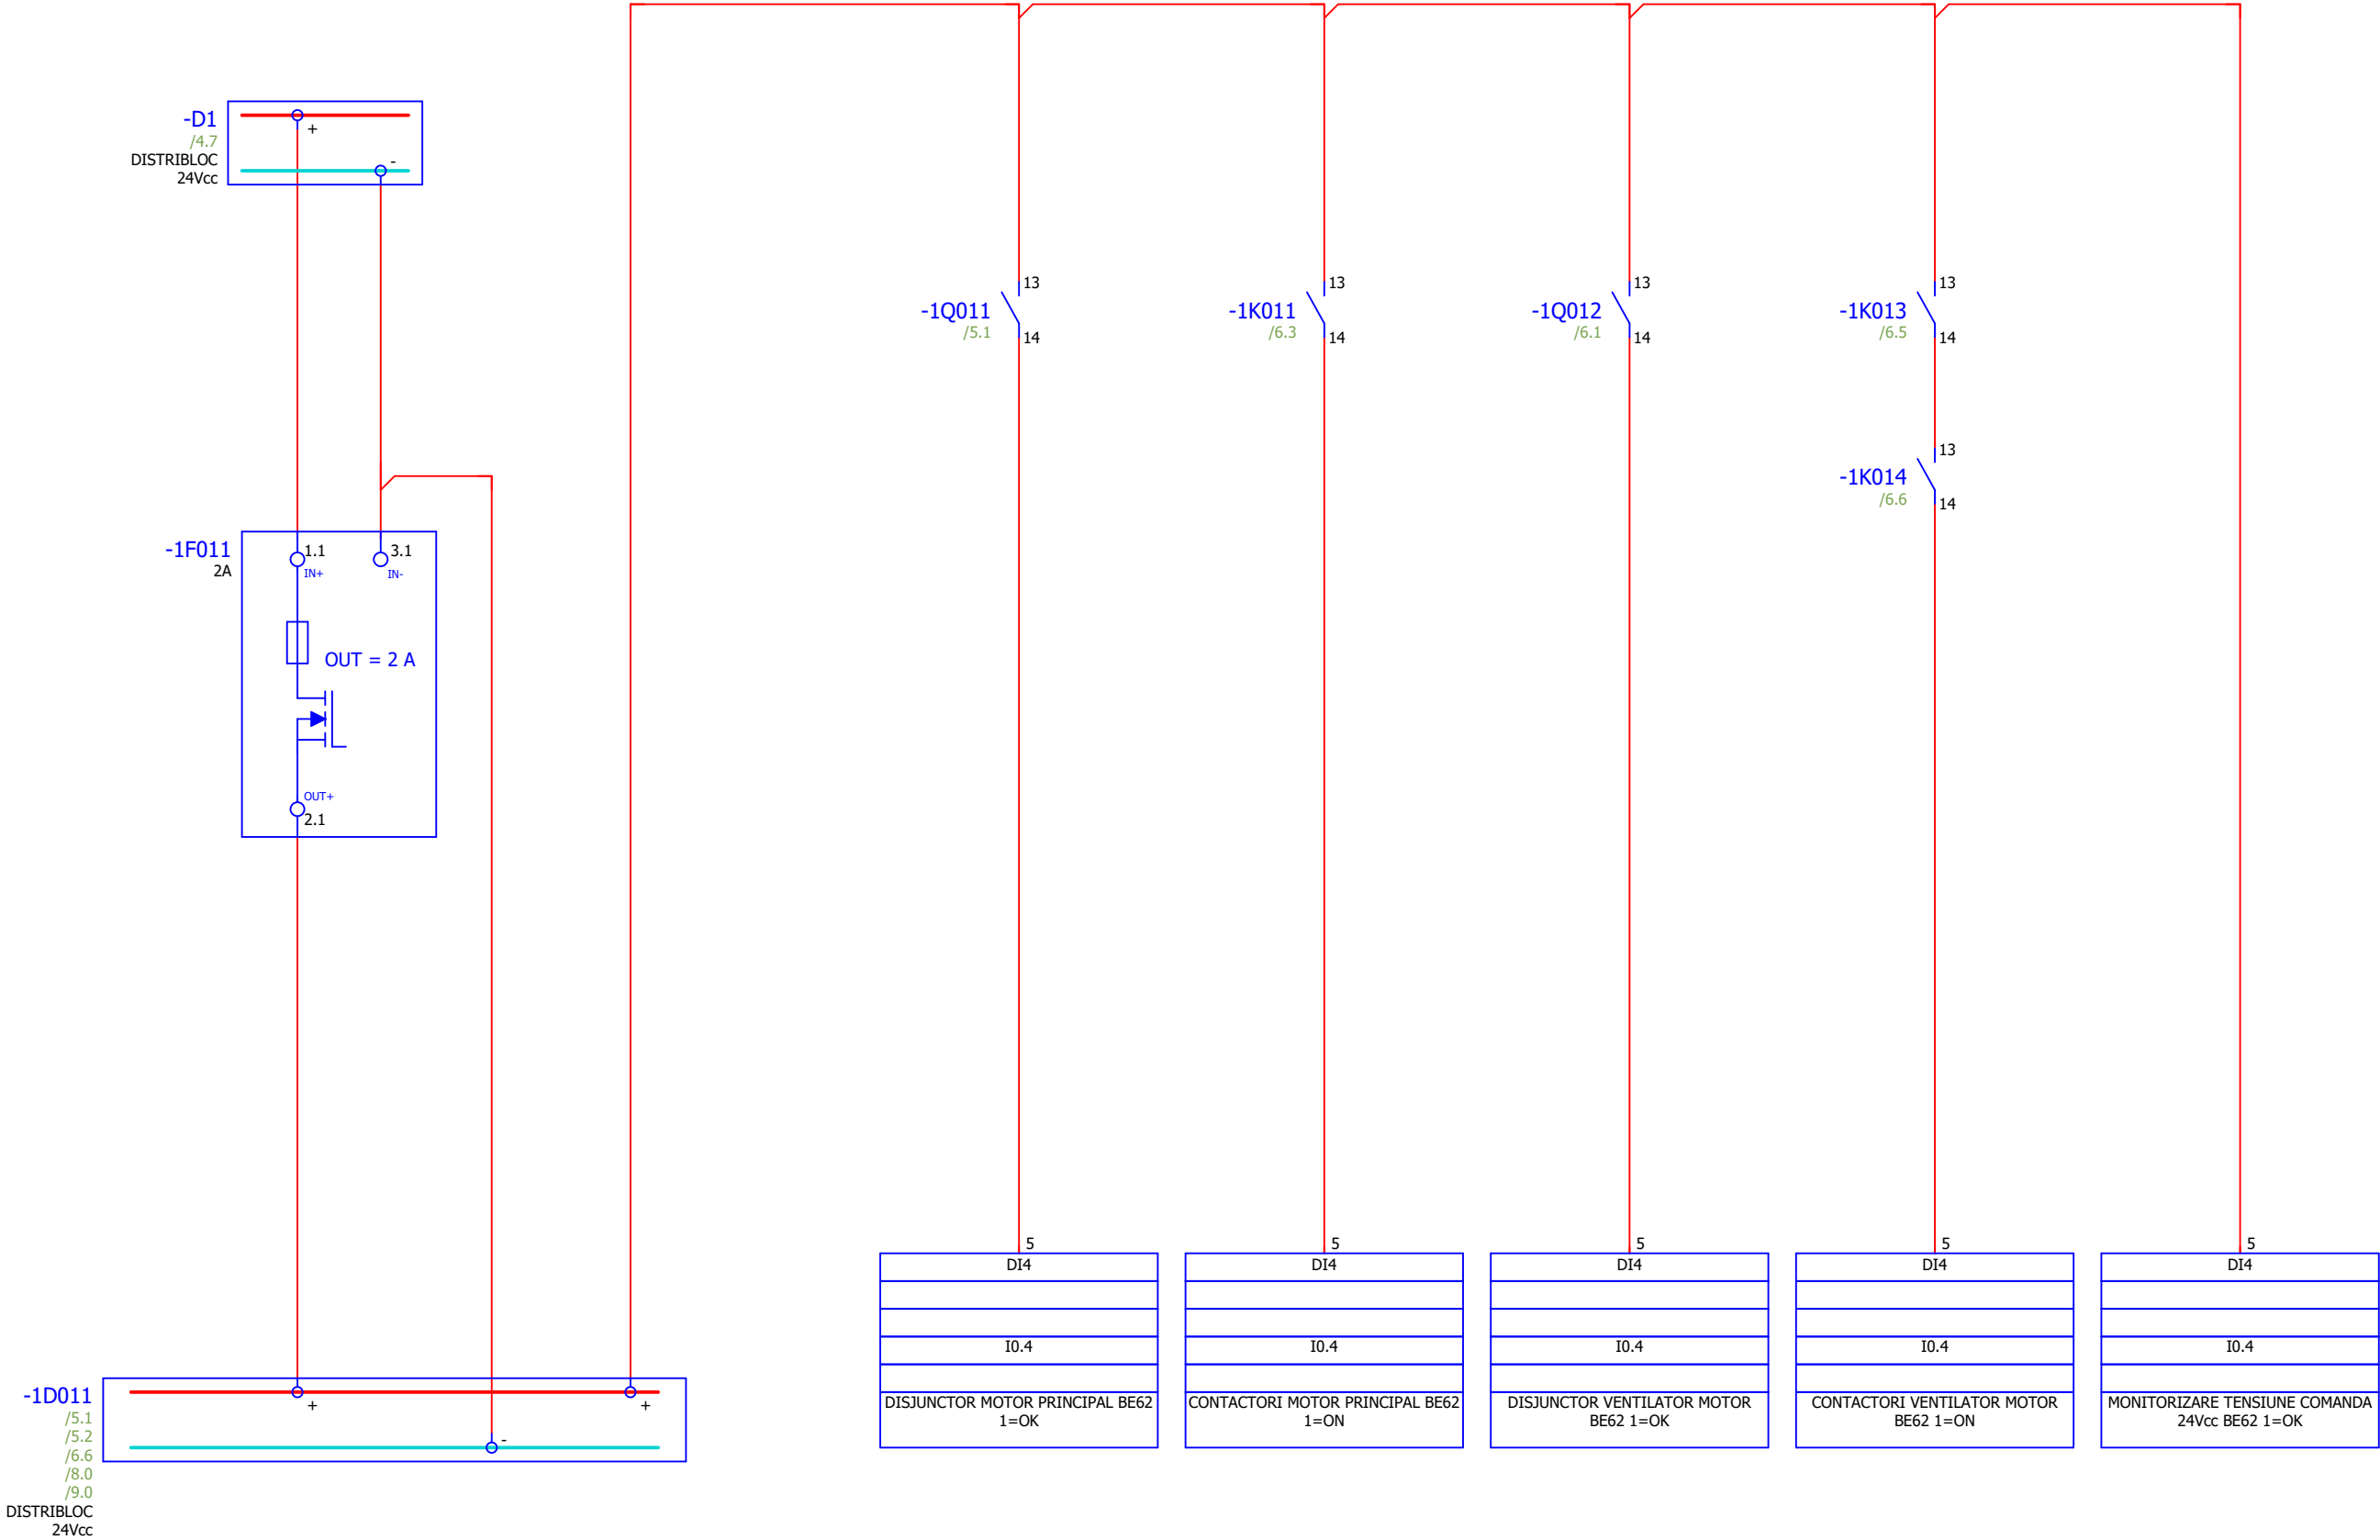 -D1
/4.7
DISTRIBLOC
24Vcc
+
-
-1Q011
/5.1
13
14
-1K011
/6.3
13
14
-1Q012
/6.1
13
14
-1K013
/6.5
13
14
-1K014
/6.6
13
14
-1F011
2A
1.1
IN+
3.1
IN-
OUT = 2 A
OUT+
2.1
5
DI4
I0.4
DISJUNCTOR MOTOR PRINCIPAL BE62
1=OK
5
DI4
I0.4
CONTACTORI MOTOR PRINCIPAL BE62
1=ON
5
DI4
I0.4
DISJUNCTOR VENTILATOR MOTOR
BE62 1=OK
5
DI4
I0.4
CONTACTORI VENTILATOR MOTOR
BE62 1=ON
5
DI4
I0.4
MONITORIZARE TENSIUNE COMANDA
24Vcc BE62 1=OK
-1D011
/5.1
/5.2
/6.6
/8.0
/9.0
DISTRIBLOC
24Vcc
+
-
+